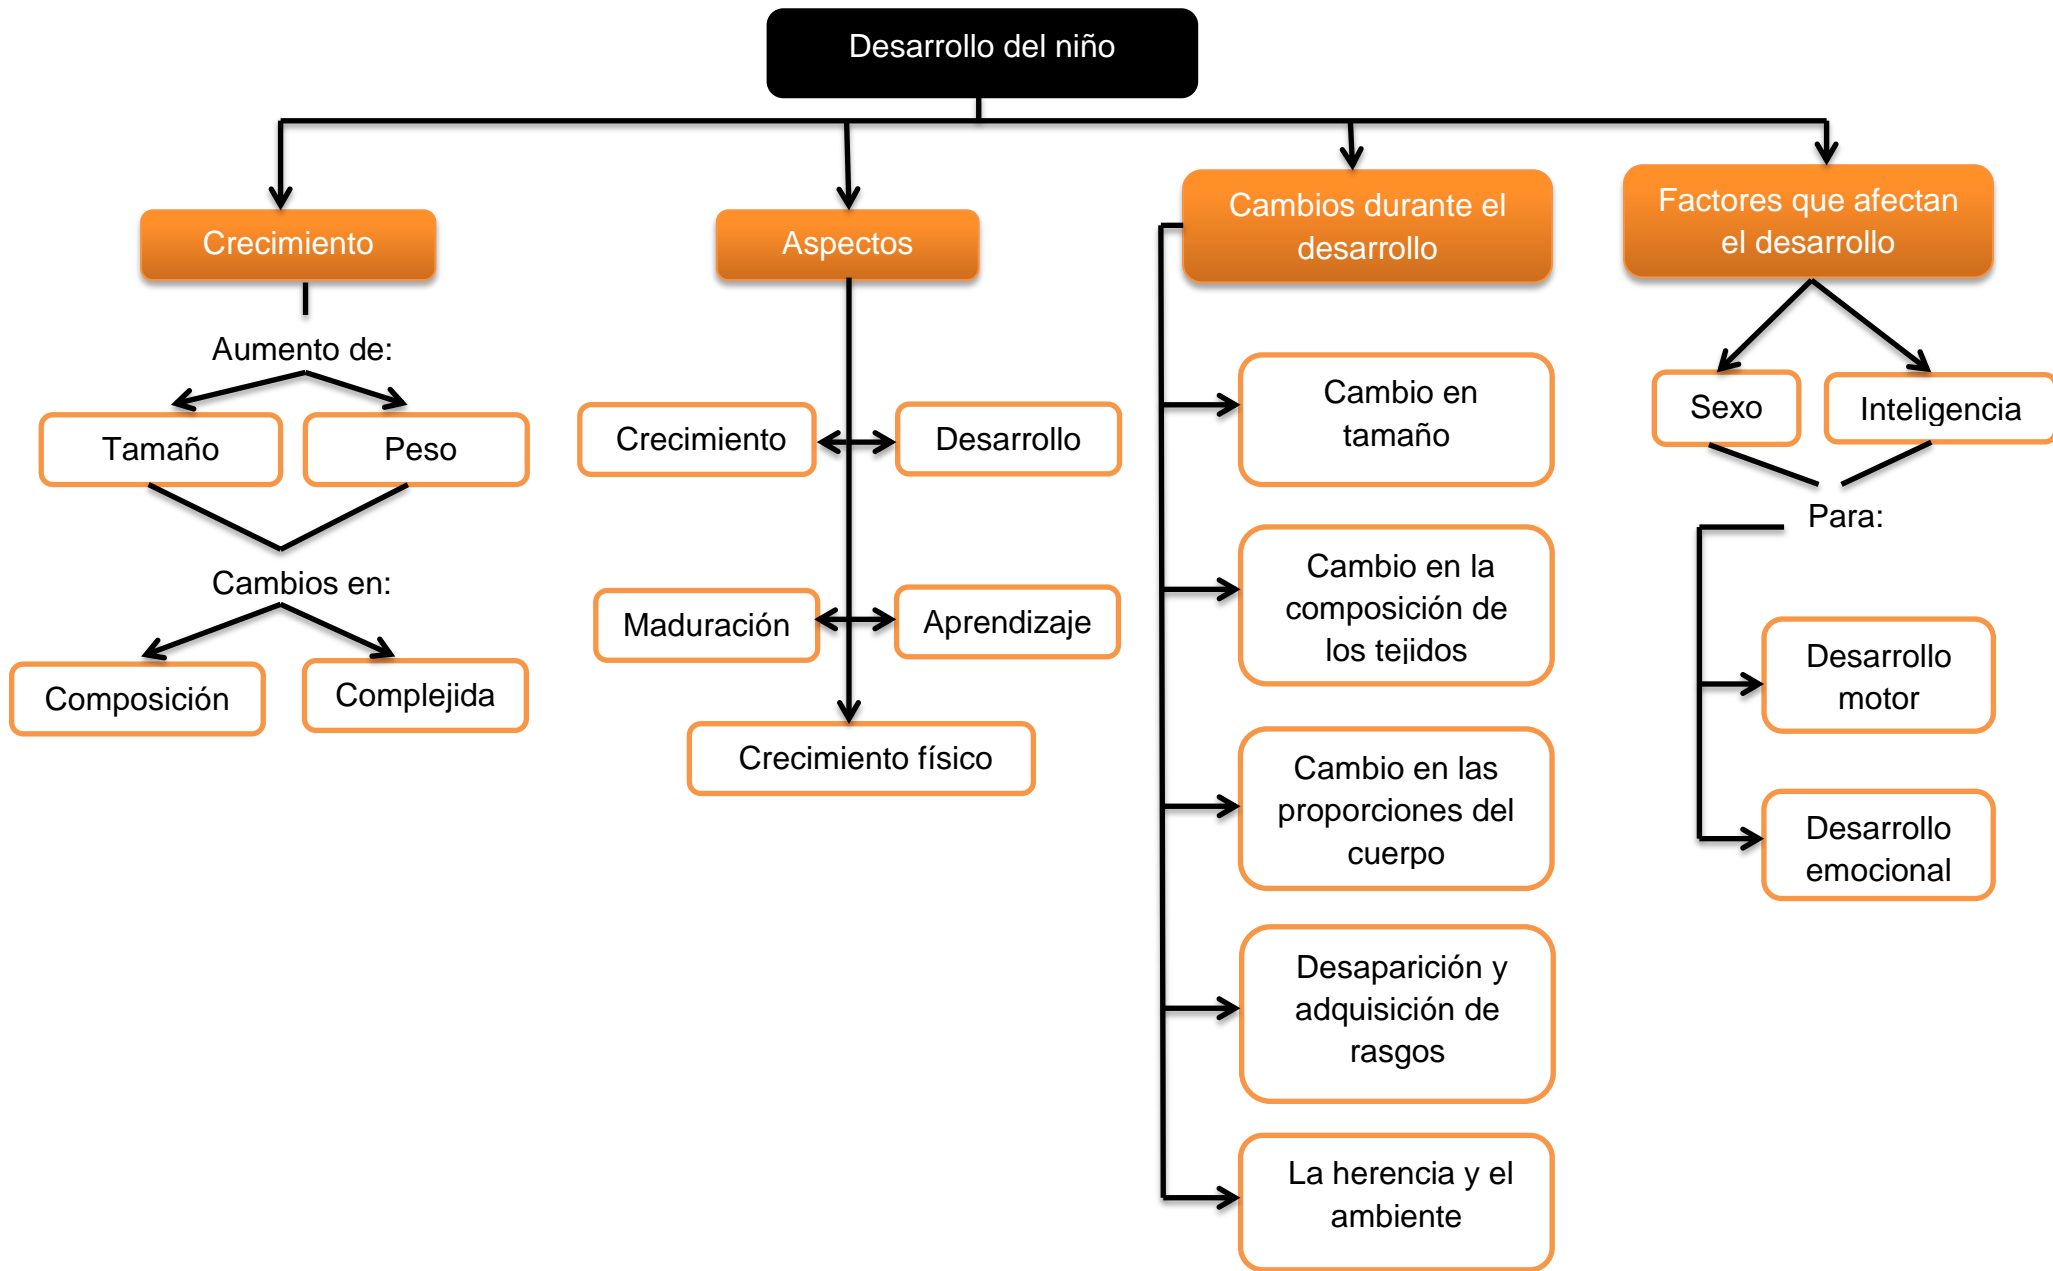 Desarrollo del niño
Crecimiento
Aumento de:
Tamaño
Peso
Cambios en:
Composición
Complejida
Aspectos
Crecimiento
Desarrollo
Maduración
Aprendizaje
Crecimiento físico
Cambios durante el
desarrollo
Cambio en
tamaño
Cambio en la
composición de
los tejidos
Cambio en las
proporciones del
cuerpo
Desaparición y
adquisición de
rasgos
La herencia y el
ambiente
Factores que afectan
el desarrollo
Sexo
Inteligencia
Para:
Desarrollo
motor
Desarrollo
emocional